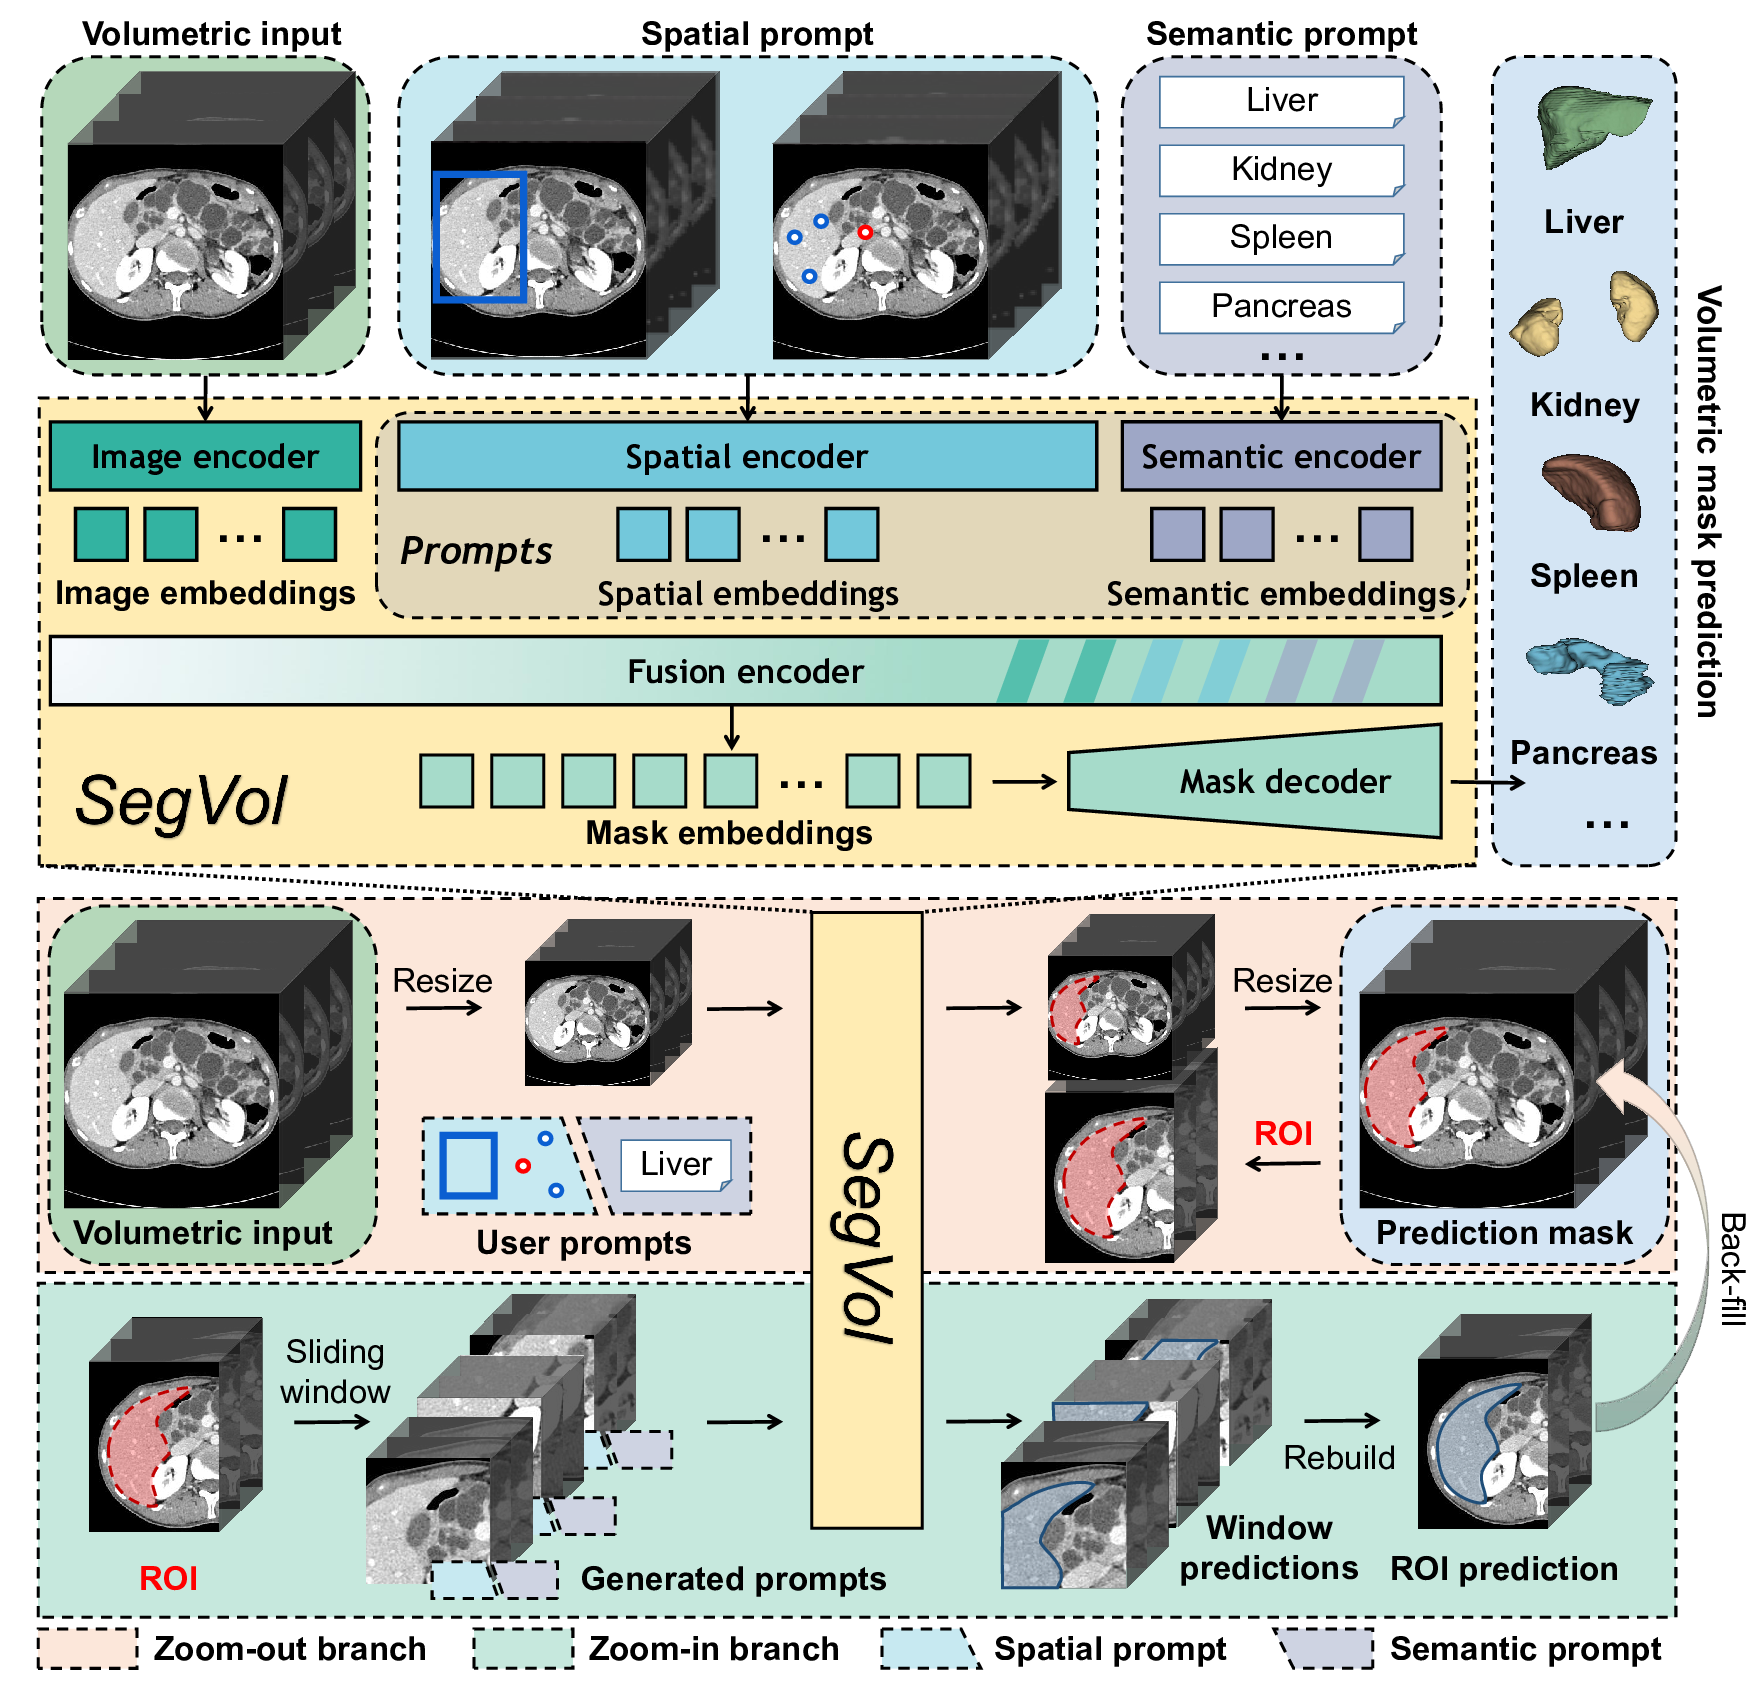 Volumetric input
Spatial prompt
Semantic prompt
Liver
Kidney
Spleen
Pancreas
...
Liver
Kidney
Spleen
Pancreas
...
Volumetric mask prediction
Image encoder
Spatial encoder
Semantic encoder
...
...
...
Prompts
Image embeddings
Spatial embeddings
Semantic embeddings
Fusion encoder
SegVol
...
Mask embeddings
Mask decoder
Volumetric input
Resize
Liver
User prompts
SegVol
Resize
ROI
Prediction mask
Back-fill
ROI
Sliding
window
Generated prompts
Window
predictions
Rebuild
ROI prediction
Zoom-out branch
Zoom-in branch
Spatial prompt
Semantic prompt